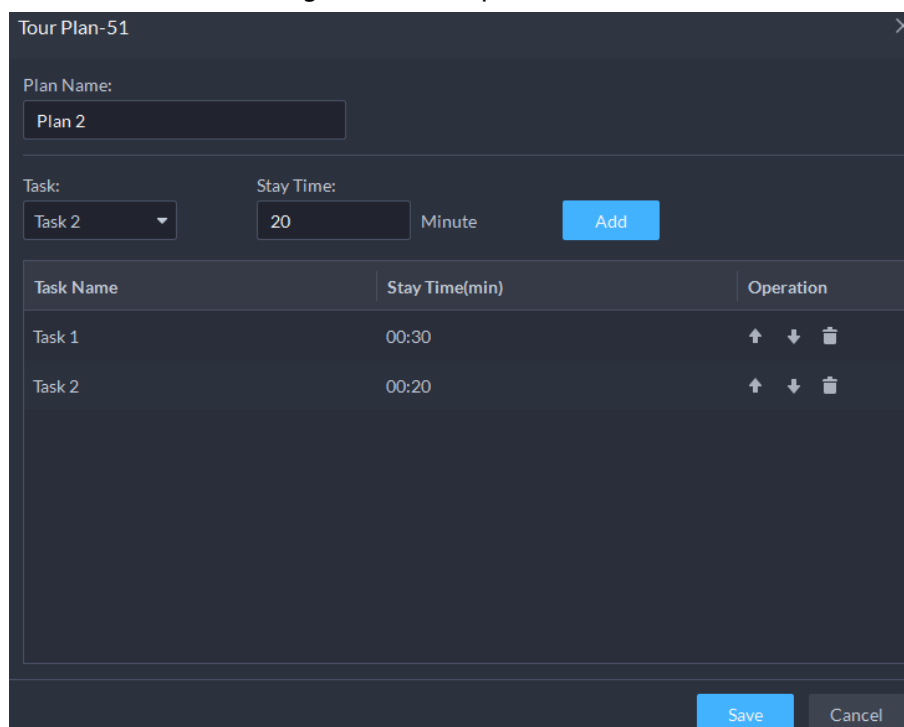 Tour Plan-51
Plan Name:
Plan 2
Task: Stay Time:
Task 2 20 Minute Add
Task Name Stay Time(min) Operation
Task 1 00:30
Task 2 00:20
Save Cancel